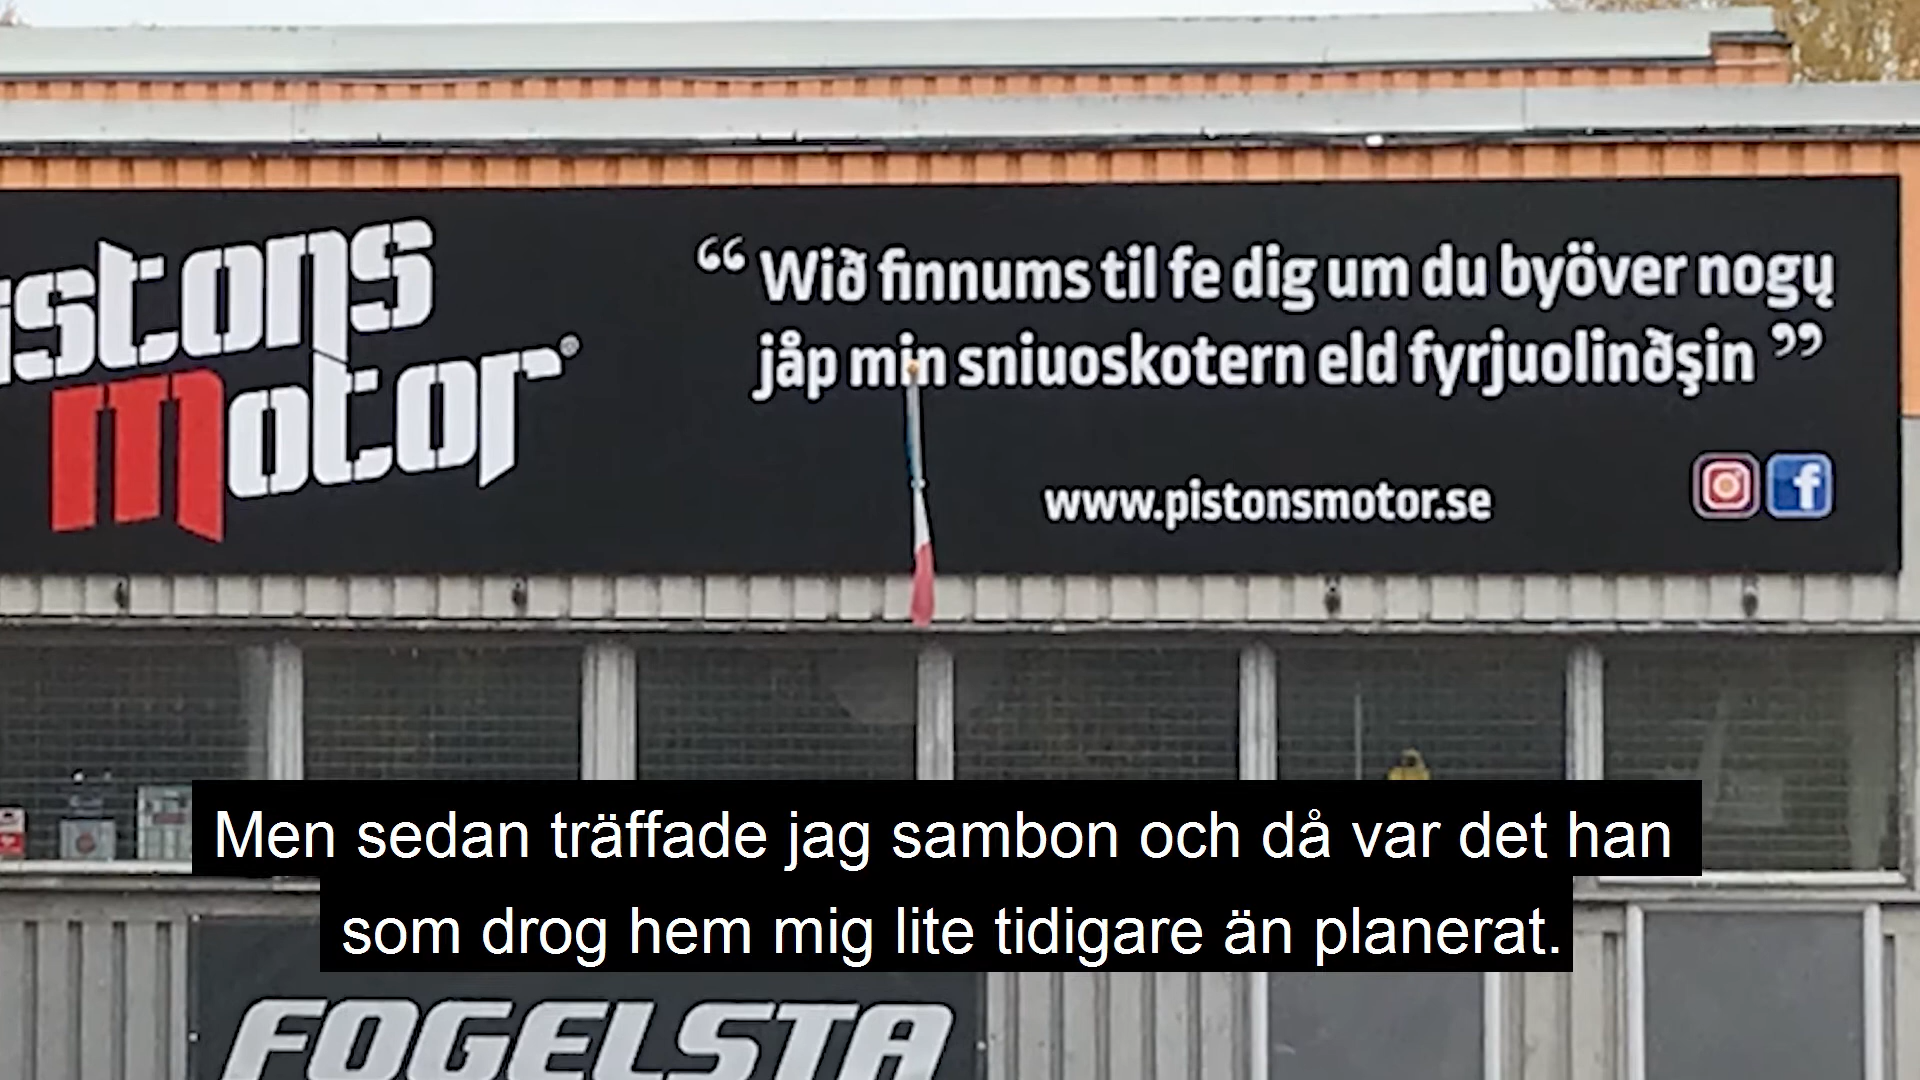 istons
motor®
“ Wið finnums til fe dig um du byöver nogų
jåp min sniuoskotern eld fyrjuolinðşin ”
www.pistonsmotor.se
Men sedan träffade jag sambon och då var det han
som drog hem mig lite tidigare än planerat.
FOGELSTA